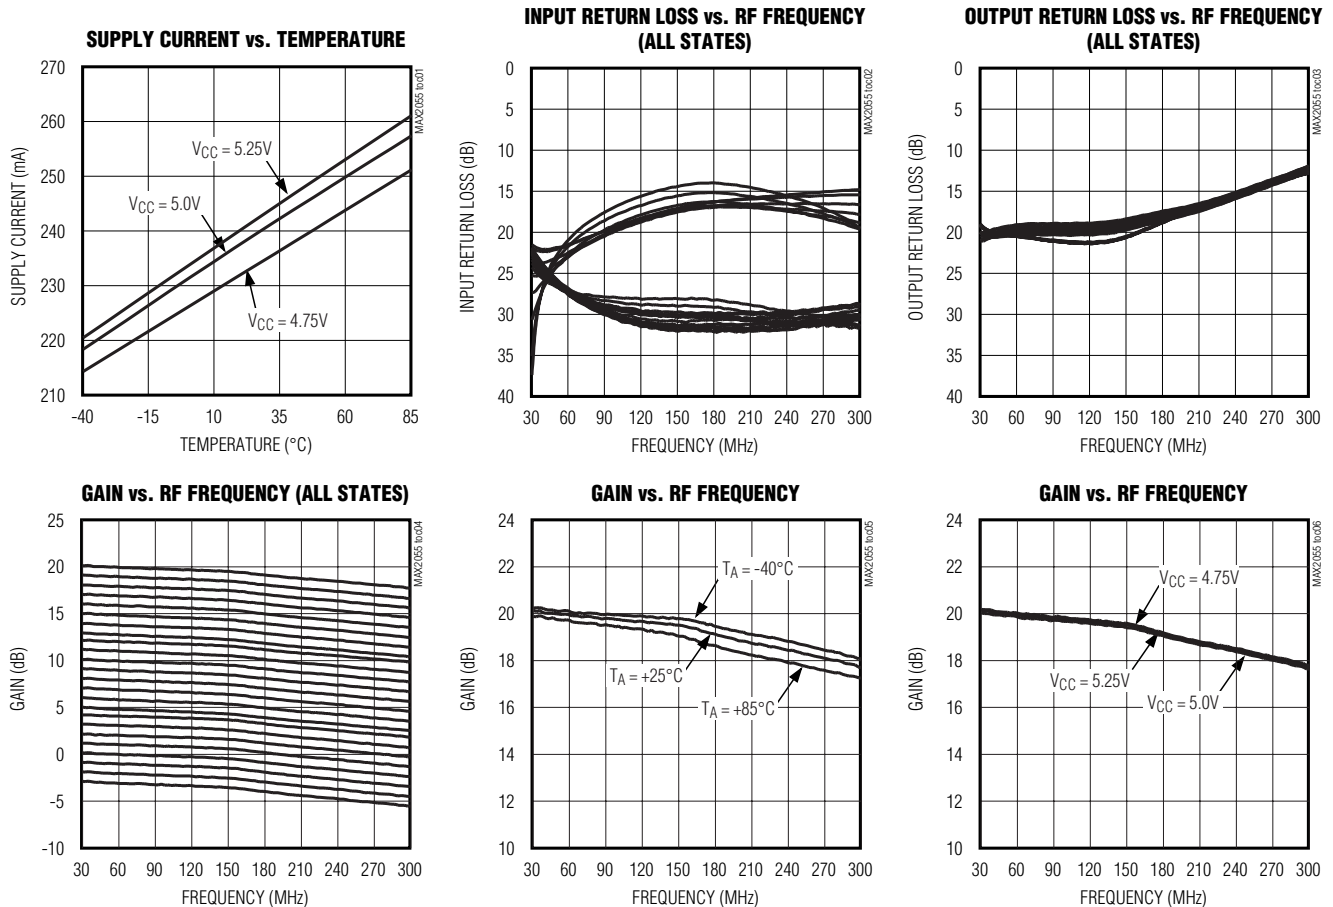 SUPPLY CURRENT vs. TEMPERATURE
270
260
250
240
230
220
210
SUPPLY CURRENT (mA)
VCC = 5.25V
VCC = 5.0V
VCC = 4.75V
-40 -15 10 35 60 85
TEMPERATURE (°C)
MAX2055 toc01
INPUT RETURN LOSS vs. RF FREQUENCY
(ALL STATES)
0
5
10
15
20
25
30
35
40
INPUT RETURN LOSS (dB)
30 60 90 120 150 180 210 240 270 300
FREQUENCY (MHz)
MAX2055 toc02
OUTPUT RETURN LOSS vs. RF FREQUENCY
(ALL STATES)
0
5
10
15
20
25
30
35
40
OUTPUT RETURN LOSS (dB)
30 60 90 120 150 180 210 240 270 300
FREQUENCY (MHz)
MAX2055 toc03
GAIN vs. RF FREQUENCY (ALL STATES)
25
20
15
10
5
0
-5
-10
GAIN (dB)
30 60 90 120 150 180 210 240 270 300
FREQUENCY (MHz)
MAX2055 toc04
GAIN vs. RF FREQUENCY
24
22
20
18
16
14
12
10
GAIN (dB)
TA = -40°C
TA = +25°C
TA = +85°C
30 60 90 120 150 180 210 240 270 300
FREQUENCY (MHz)
MAX2055 toc05
GAIN vs. RF FREQUENCY
24
22
20
18
16
14
12
10
GAIN (dB)
VCC = 4.75V
VCC = 5.25V
VCC = 5.0V
30 60 90 120 150 180 210 240 270 300
FREQUENCY (MHz)
MAX2055 toc06